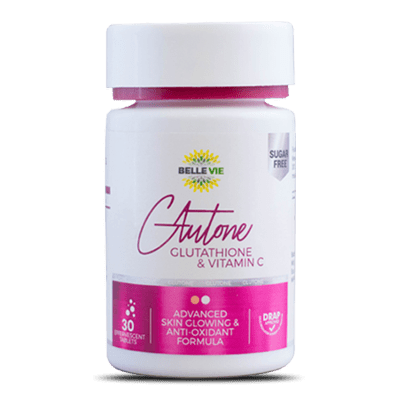 BELLE VIE
SUGAR
FREE
Glutone
GLUTATHIONE
& VITAMIN C
30
EFFERVESCENT
TABLETS
ADVANCED
SKIN GLOWING &
ANTI-OXIDANT
FORMULA
DRAP